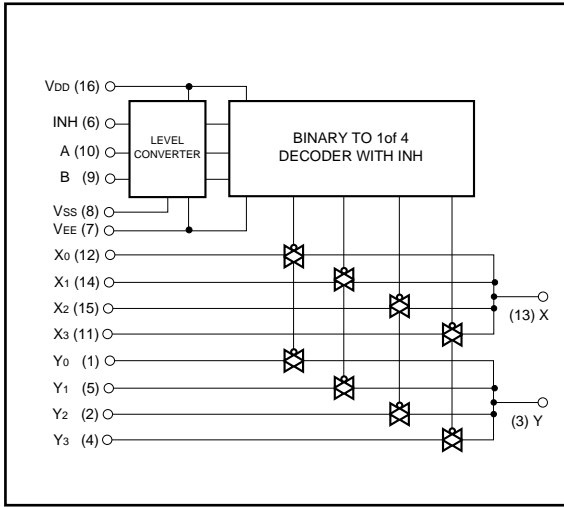 VDD (16)
INH (6)
A (10)
B (9)
VSS (8)
VEE (7)
LEVEL
CONVERTER
BINARY TO 1of 4
DECODER WITH INH
X0 (12)
X1 (14)
X2 (15)
X3 (11)
Y0 (1)
Y1 (5)
Y2 (2)
Y3 (4)
(13) X
(3) Y